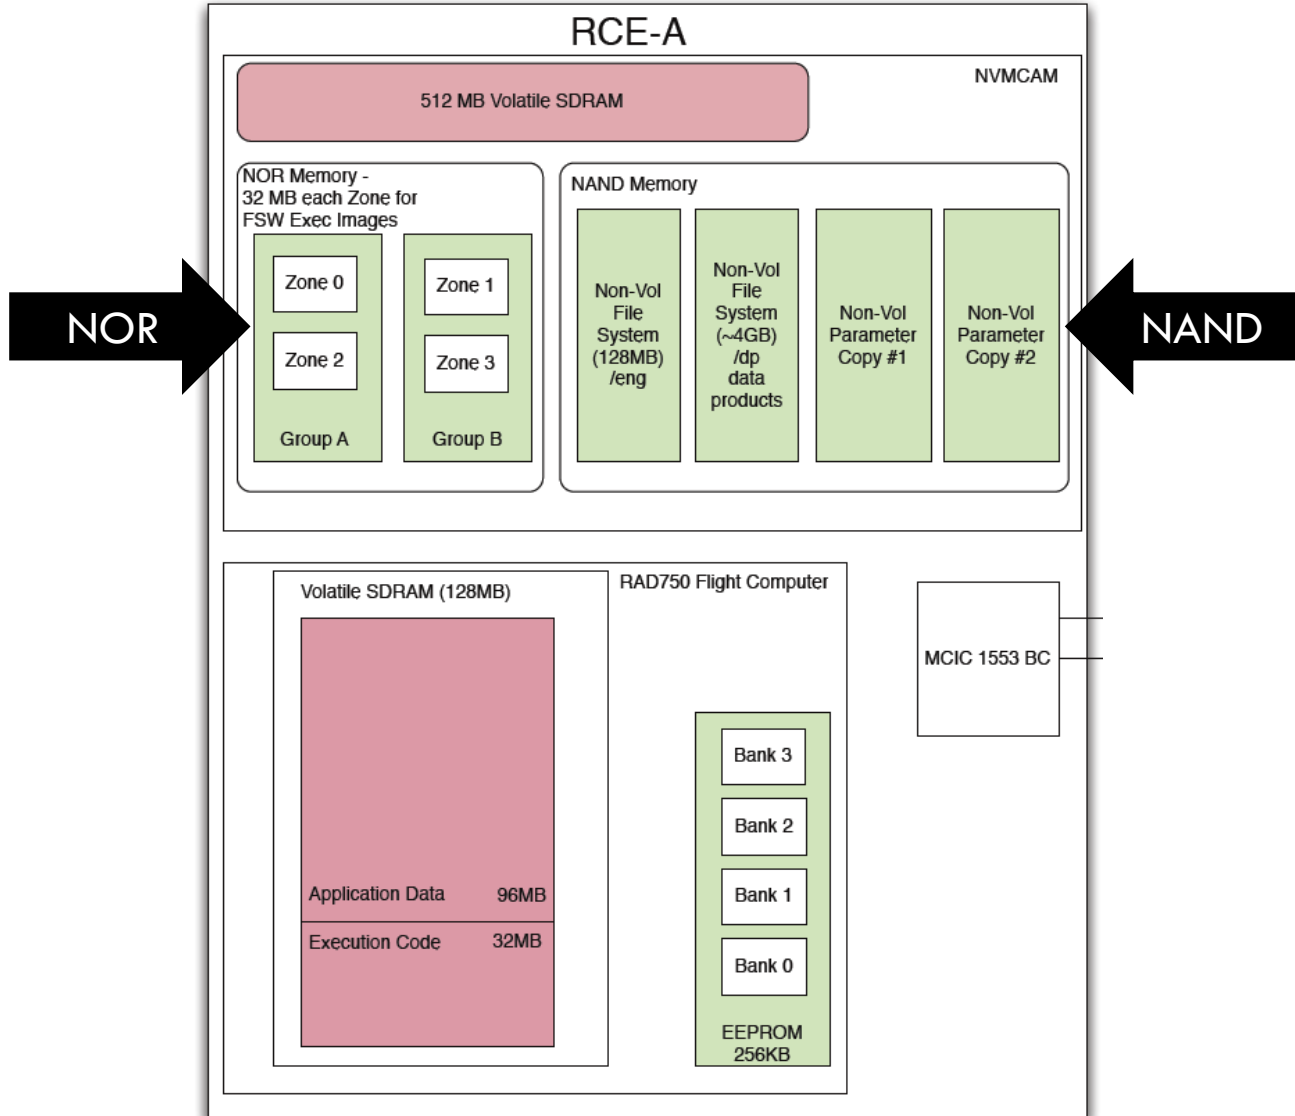 RCE-A
NVMCAM
512 MB Volatile SDRAM
NOR Memory -
32 MB each Zone for
FSW Exec Images
Zone 0
Zone 2
Group A
Zone 1
Zone 3
Group B
NAND Memory
Non-Vol
File
System
(128MB)
/eng
Non-Vol
File
System
(~4GB)
/dp
data
products
Non-Vol
Parameter
Copy #1
Non-Vol
Parameter
Copy #2
NOR
NAND
RAD750 Flight Computer
Volatile SDRAM (128MB)
Application Data 96MB
Execution Code 32MB
Bank 3
Bank 2
Bank 1
Bank 0
EEPROM
256KB
MCIC 1553 BC